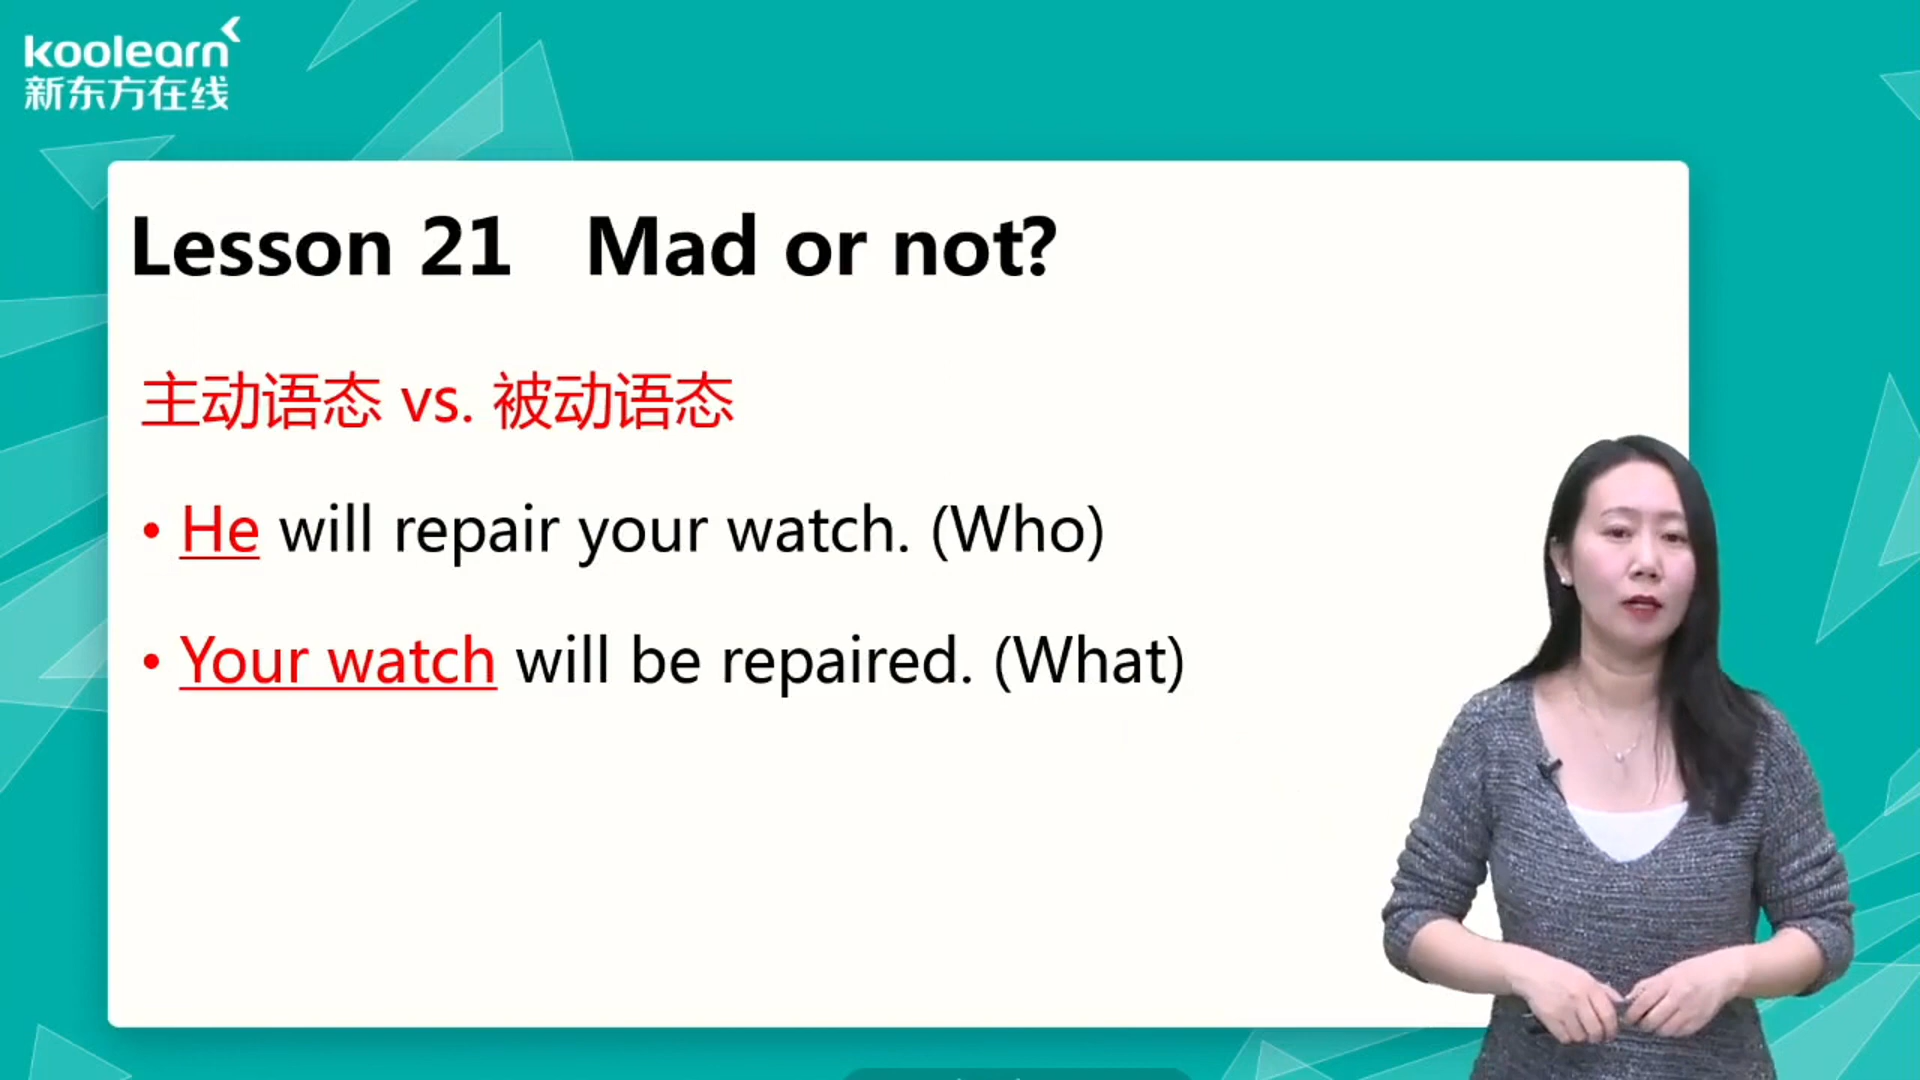 koolearn
新东方在线
Lesson 21 Mad or not?
主动语态 vs. 被动语态
• He will repair your watch. (Who)
• Your watch will be repaired. (What)